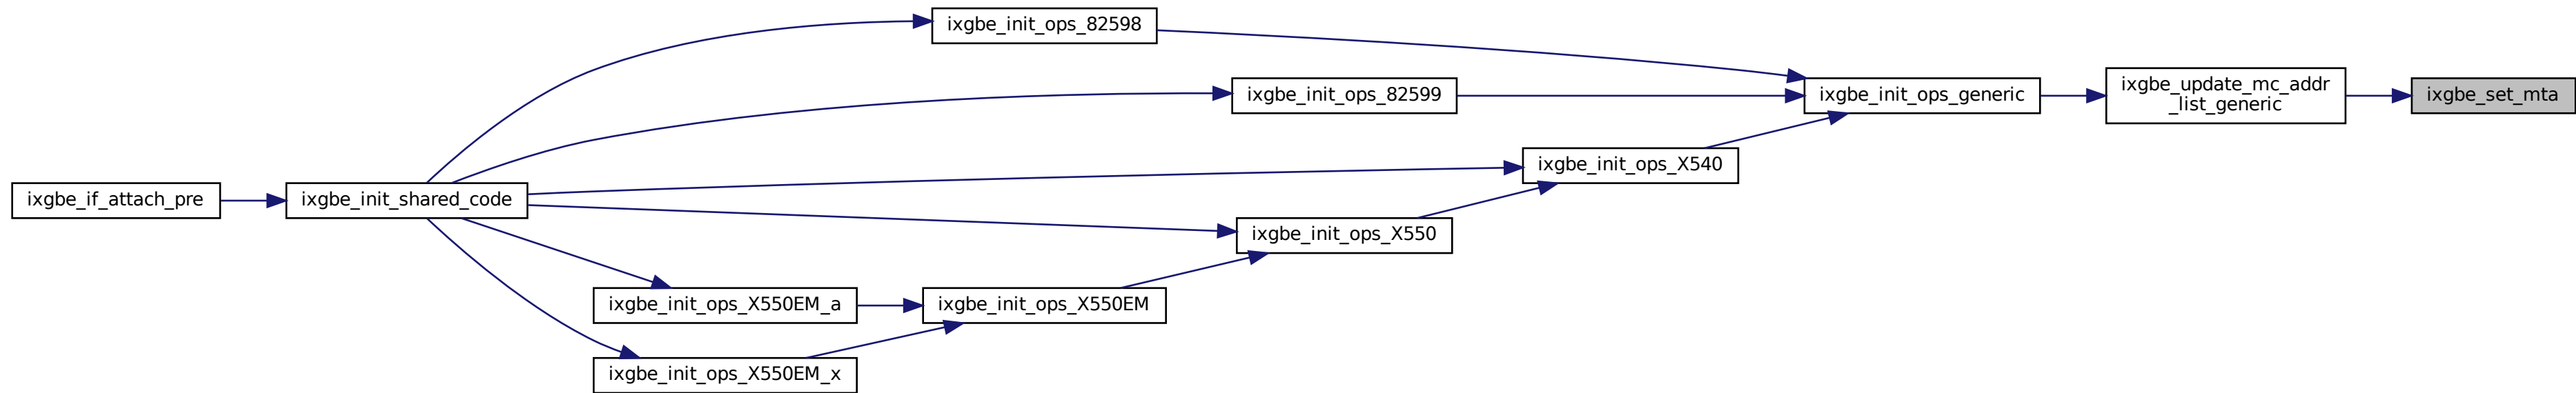 ixgbe_init_ops_82598
ixgbe_init_ops_82599
ixgbe_init_ops_generic
ixgbe_update_mc_addr
_list_generic
ixgbe_set_mta
ixgbe_init_ops_X540
ixgbe_if_attach_pre
ixgbe_init_shared_code
ixgbe_init_ops_X550
ixgbe_init_ops_X550EM_a
ixgbe_init_ops_X550EM
ixgbe_init_ops_X550EM_x